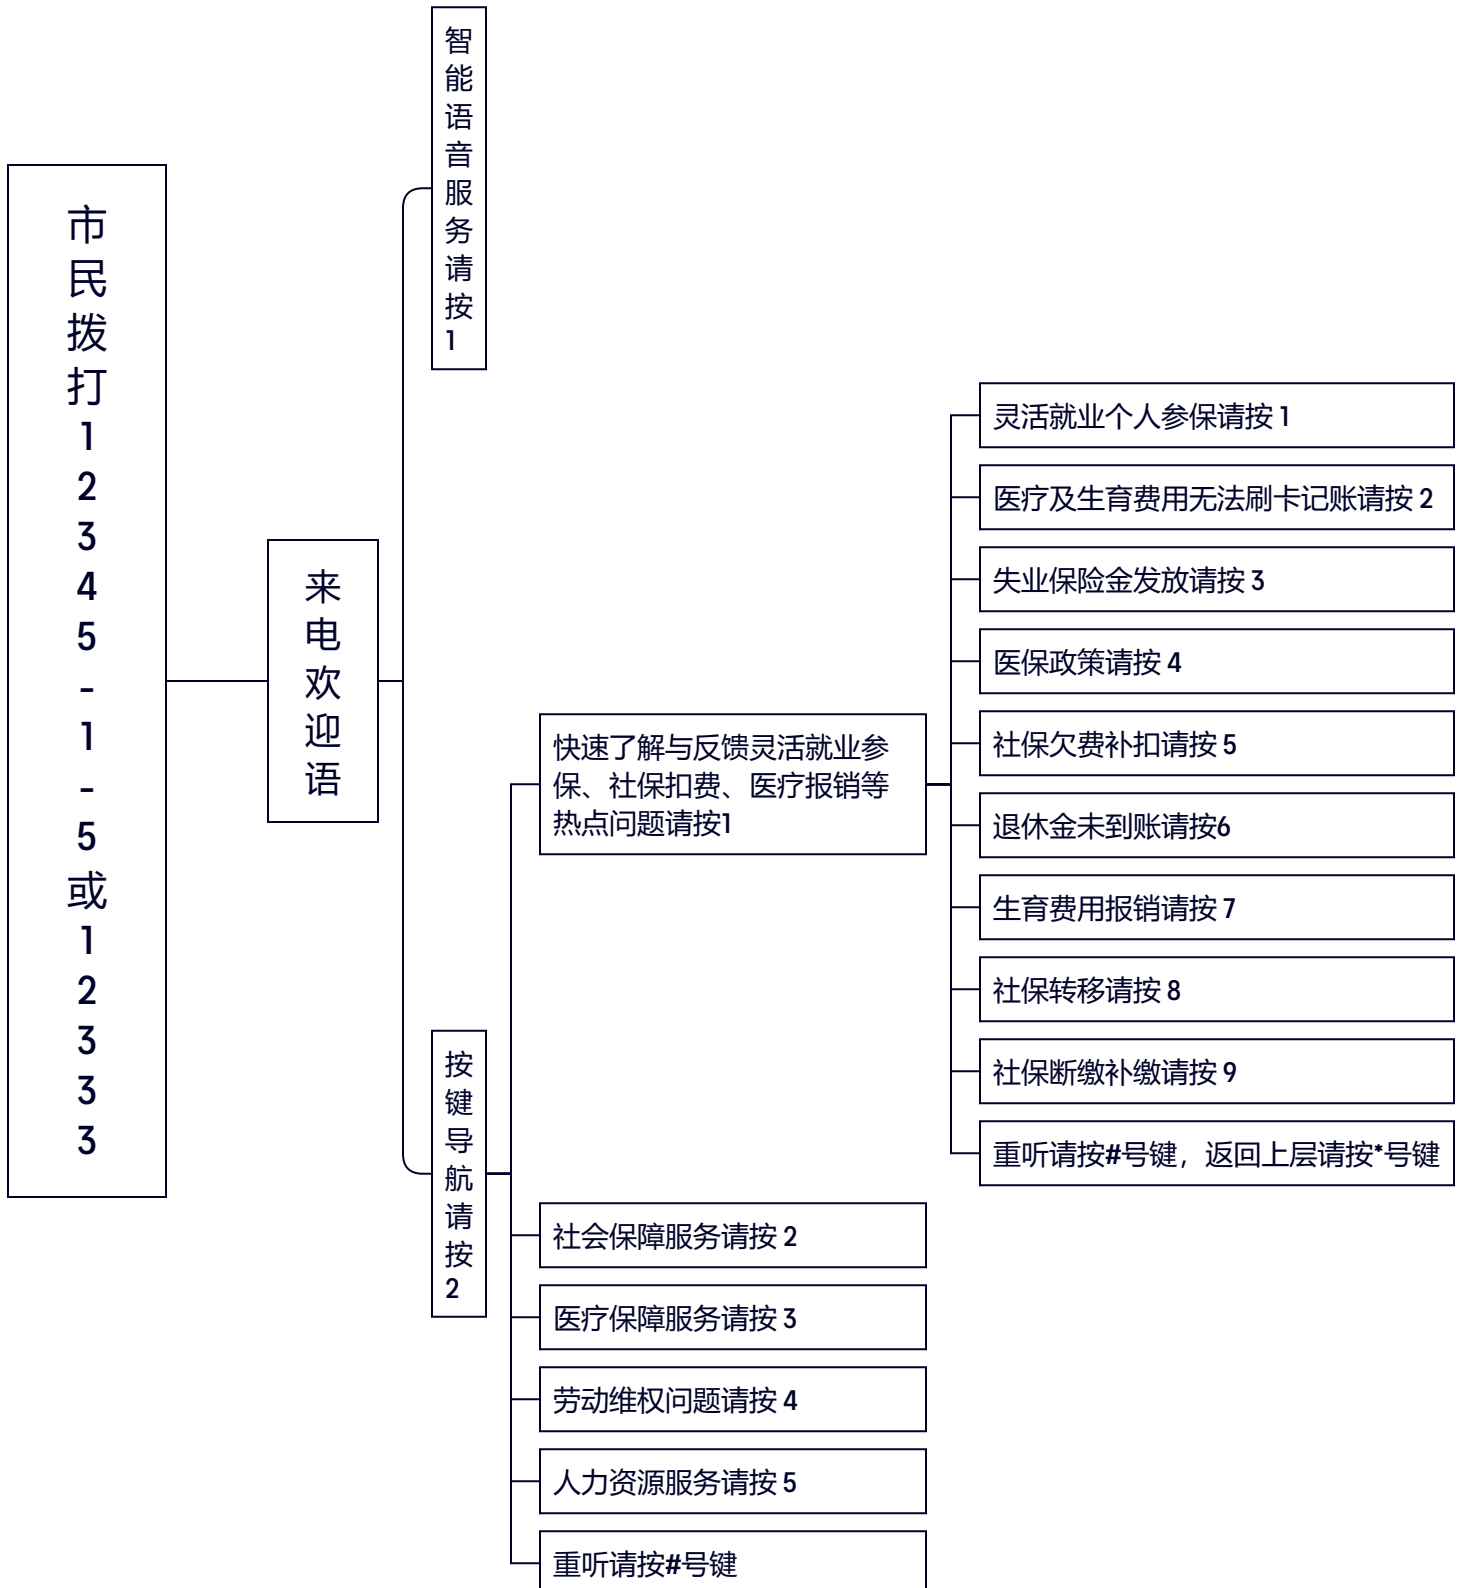 市民拨打12345-1-5或12333
来电欢迎语
智能语音服务请按1
按键导航请按2
快速了解与反馈灵活就业参
保、社保扣费、医疗报销等
热点问题请按1
灵活就业个人参保请按 1
医疗及生育费用无法刷卡记账请按 2
失业保险金发放请按 3
医保政策请按 4
社保欠费补扣请按 5
退休金未到账请按6
生育费用报销请按 7
社保转移请按 8
社保断缴补缴请按 9
重听请按#号键，返回上层请按*号键
社会保障服务请按 2
医疗保障服务请按 3
劳动维权问题请按 4
人力资源服务请按 5
重听请按#号键